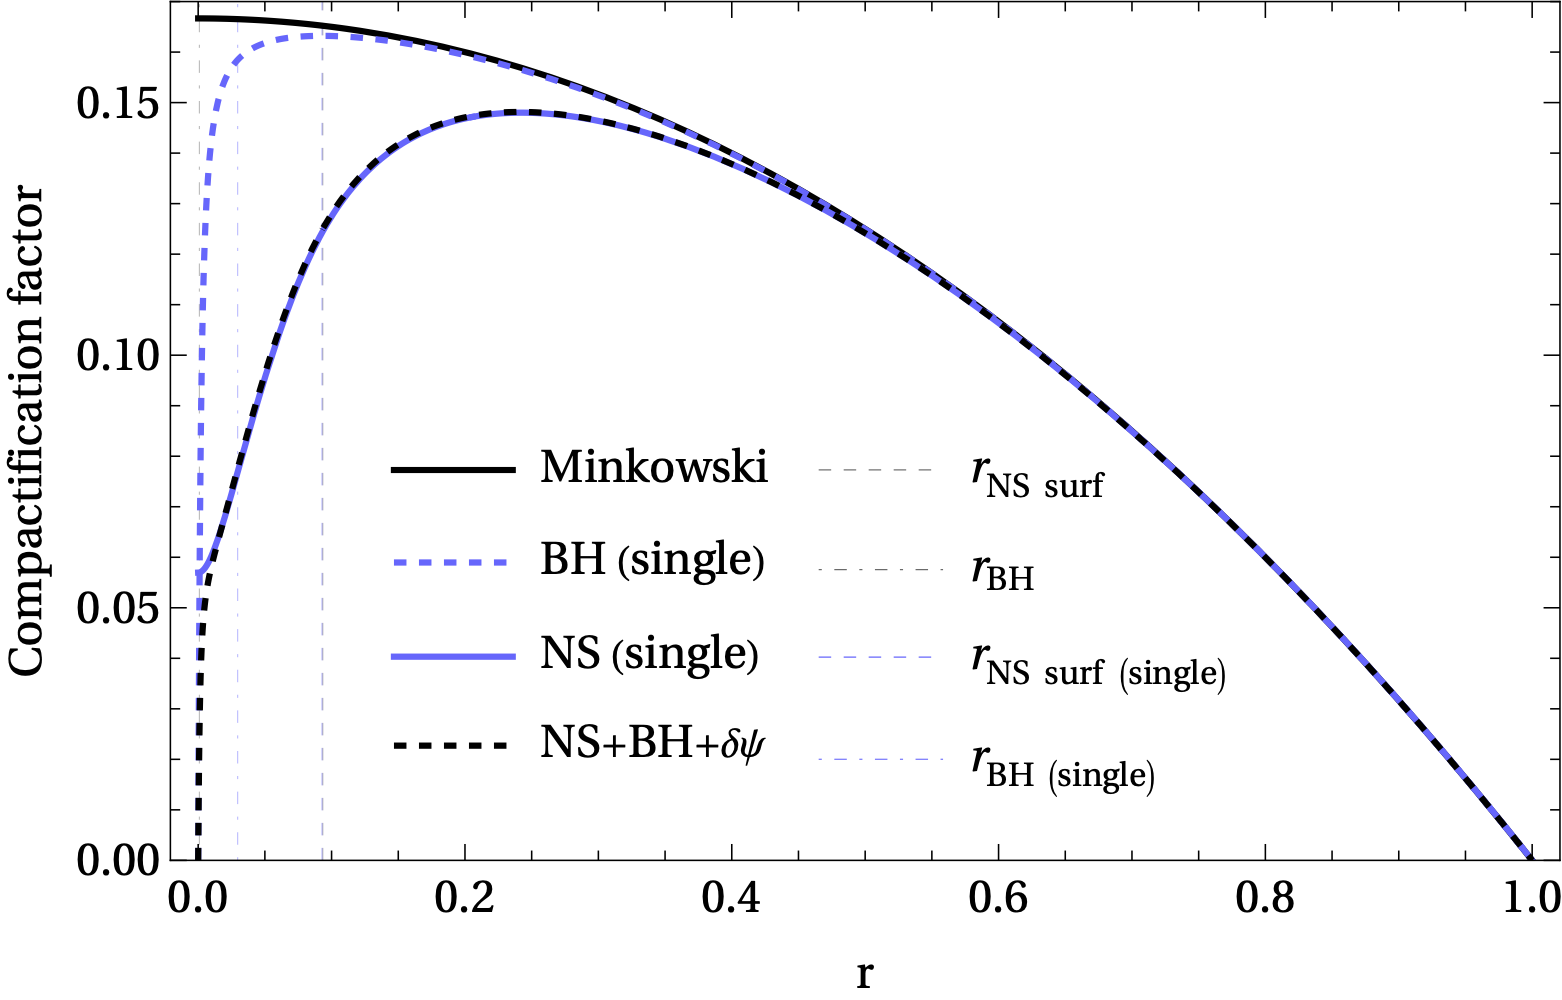 Compactification factor
0.15
0.10
0.05
0.00
Minkowski
BH (single)
NS (single)
NS+BH+δψ
r_NS surf
r_BH
r_NS surf (single)
r_BH (single)
0.0 0.2 0.4 0.6 0.8 1.0
r